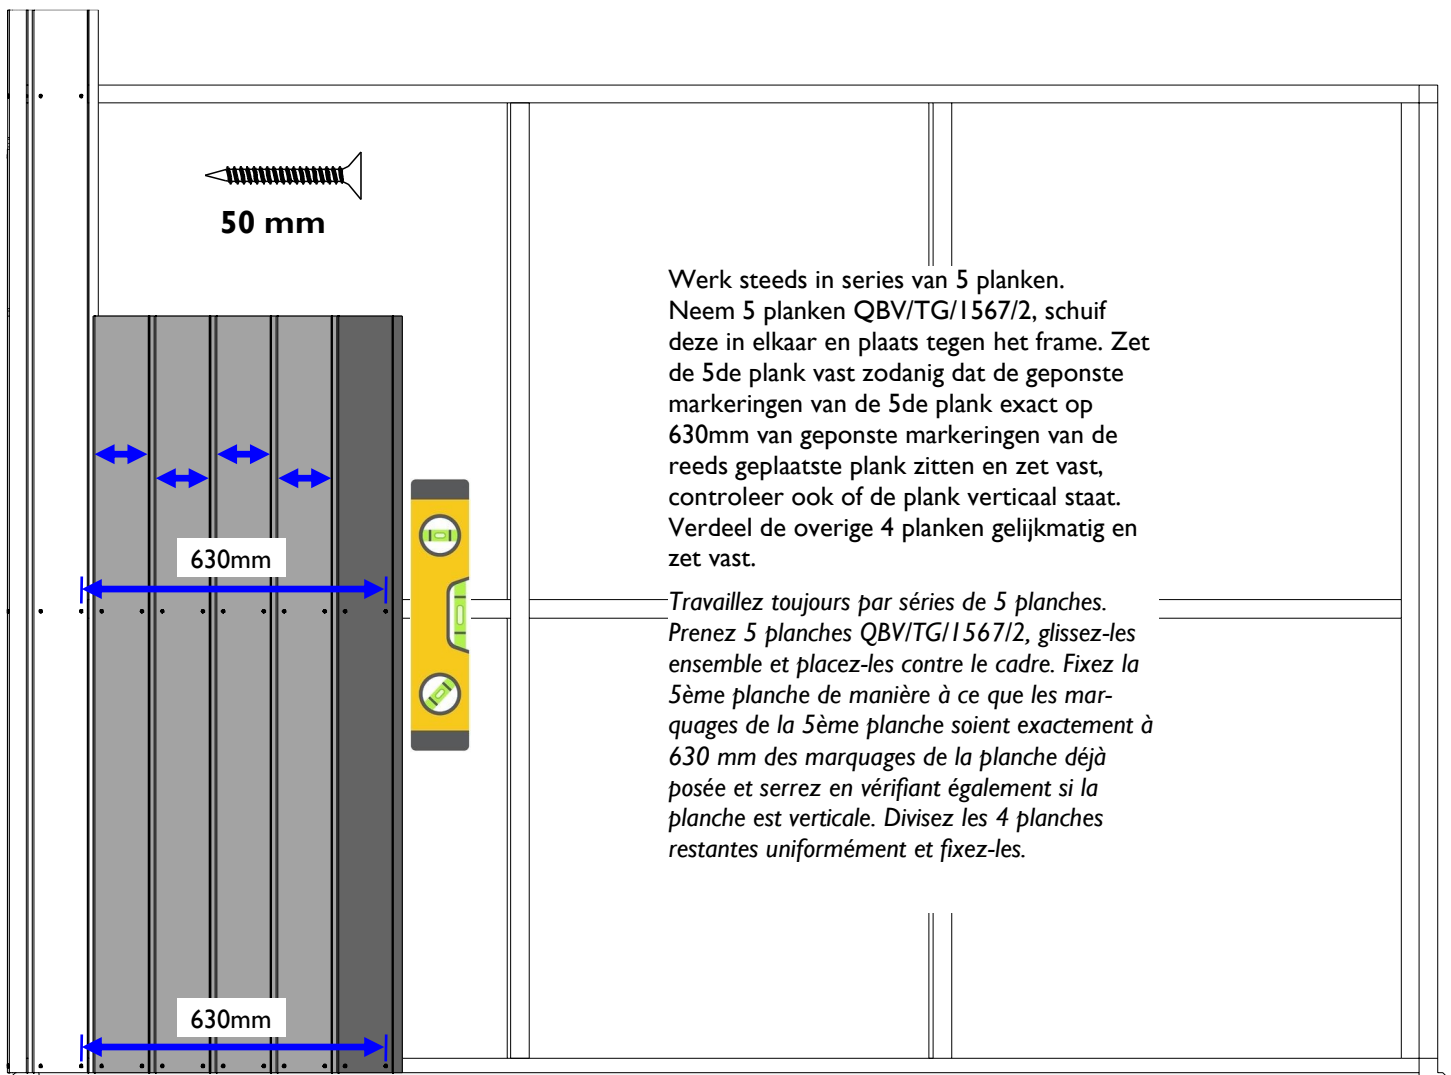 50 mm
Werk steeds in series van 5 planken.
Neem 5 planken QBV/TG/1567/2, schuif
deze in elkaar en plaats tegen het frame. Zet
de 5de plank vast zodanig dat de geponste
markeringen van de 5de plank exact op
630mm van geponste markeringen van de
reeds geplaatste plank zitten en zet vast,
controleer ook of de plank verticaal staat.
Verdeel de overige 4 planken gelijkmatig en
zet vast.
630mm
Travaillez toujours par séries de 5 planches.
Prenez 5 planches QBV/TG/1567/2, glissez-les
ensemble et placez-les contre le cadre. Fixez la
5ème planche de manière à ce que les mar-
quages de la 5ème planche soient exactement à
630 mm des marquages de la planche déjà
posée et serrez en vérifiant également si la
planche est verticale. Divisez les 4 planches
restantes uniformément et fixez-les.
630mm